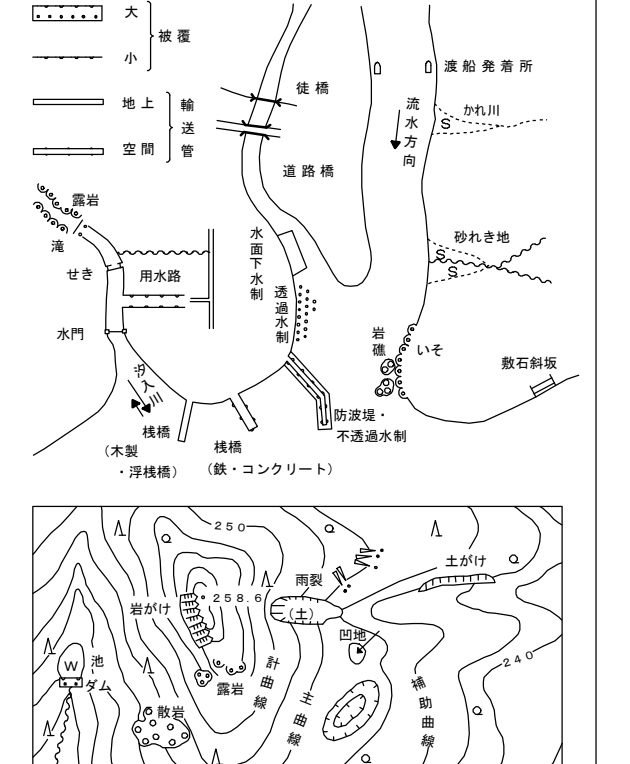 大
被覆
小
地上
輸送管
空間
徒橋
道路橋
渡船発着所
流水方向
かれ川
S
砂れき地
S
S
露岩
滝
せき
用水路
水門
水面下水制
透過水制
岩礁
いそ
敷石斜坂
汐入川
桟橋
(木製
・浮桟橋)
桟橋
(鉄・コンクリート)
防波堤・
不透過水制
250
258.6
岩がけ
雨裂
(土)
土がけ
凹地
240
W
池
ダム
露岩
散岩
計曲線
主曲線
補助曲線